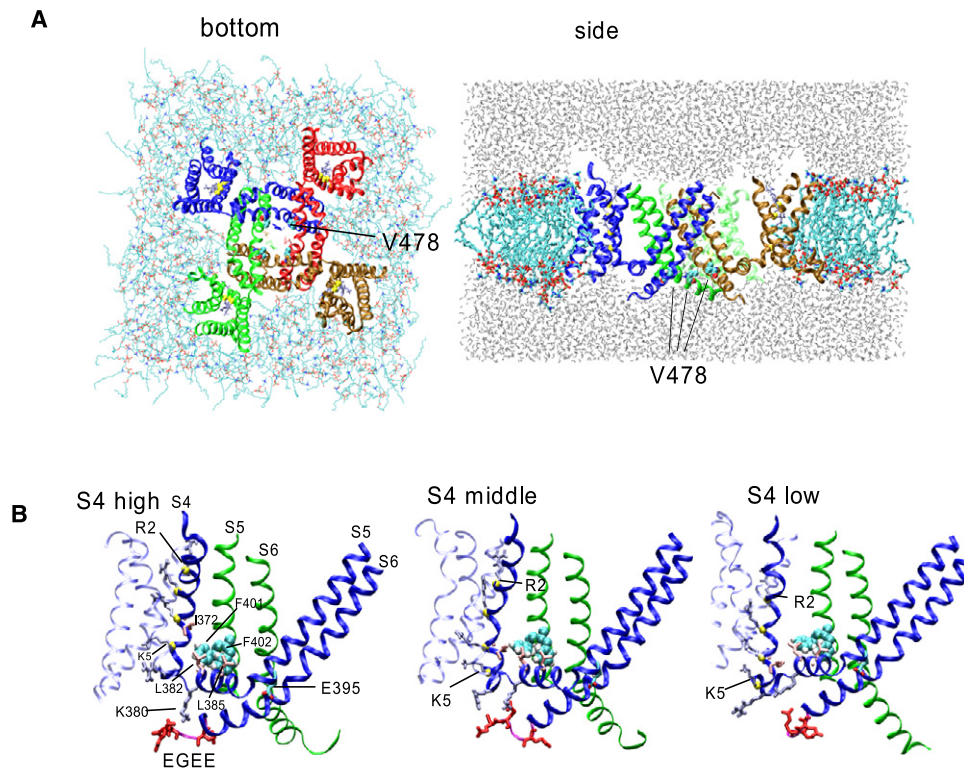 A
bottom
side
V478
V478
B
S4 high
S4
R2
S5
S6
S5
S6
I372
F401
F402
K5
L382
L385
E395
K380
EGEE
S4 middle
R2
K5
S4 low
R2
K5